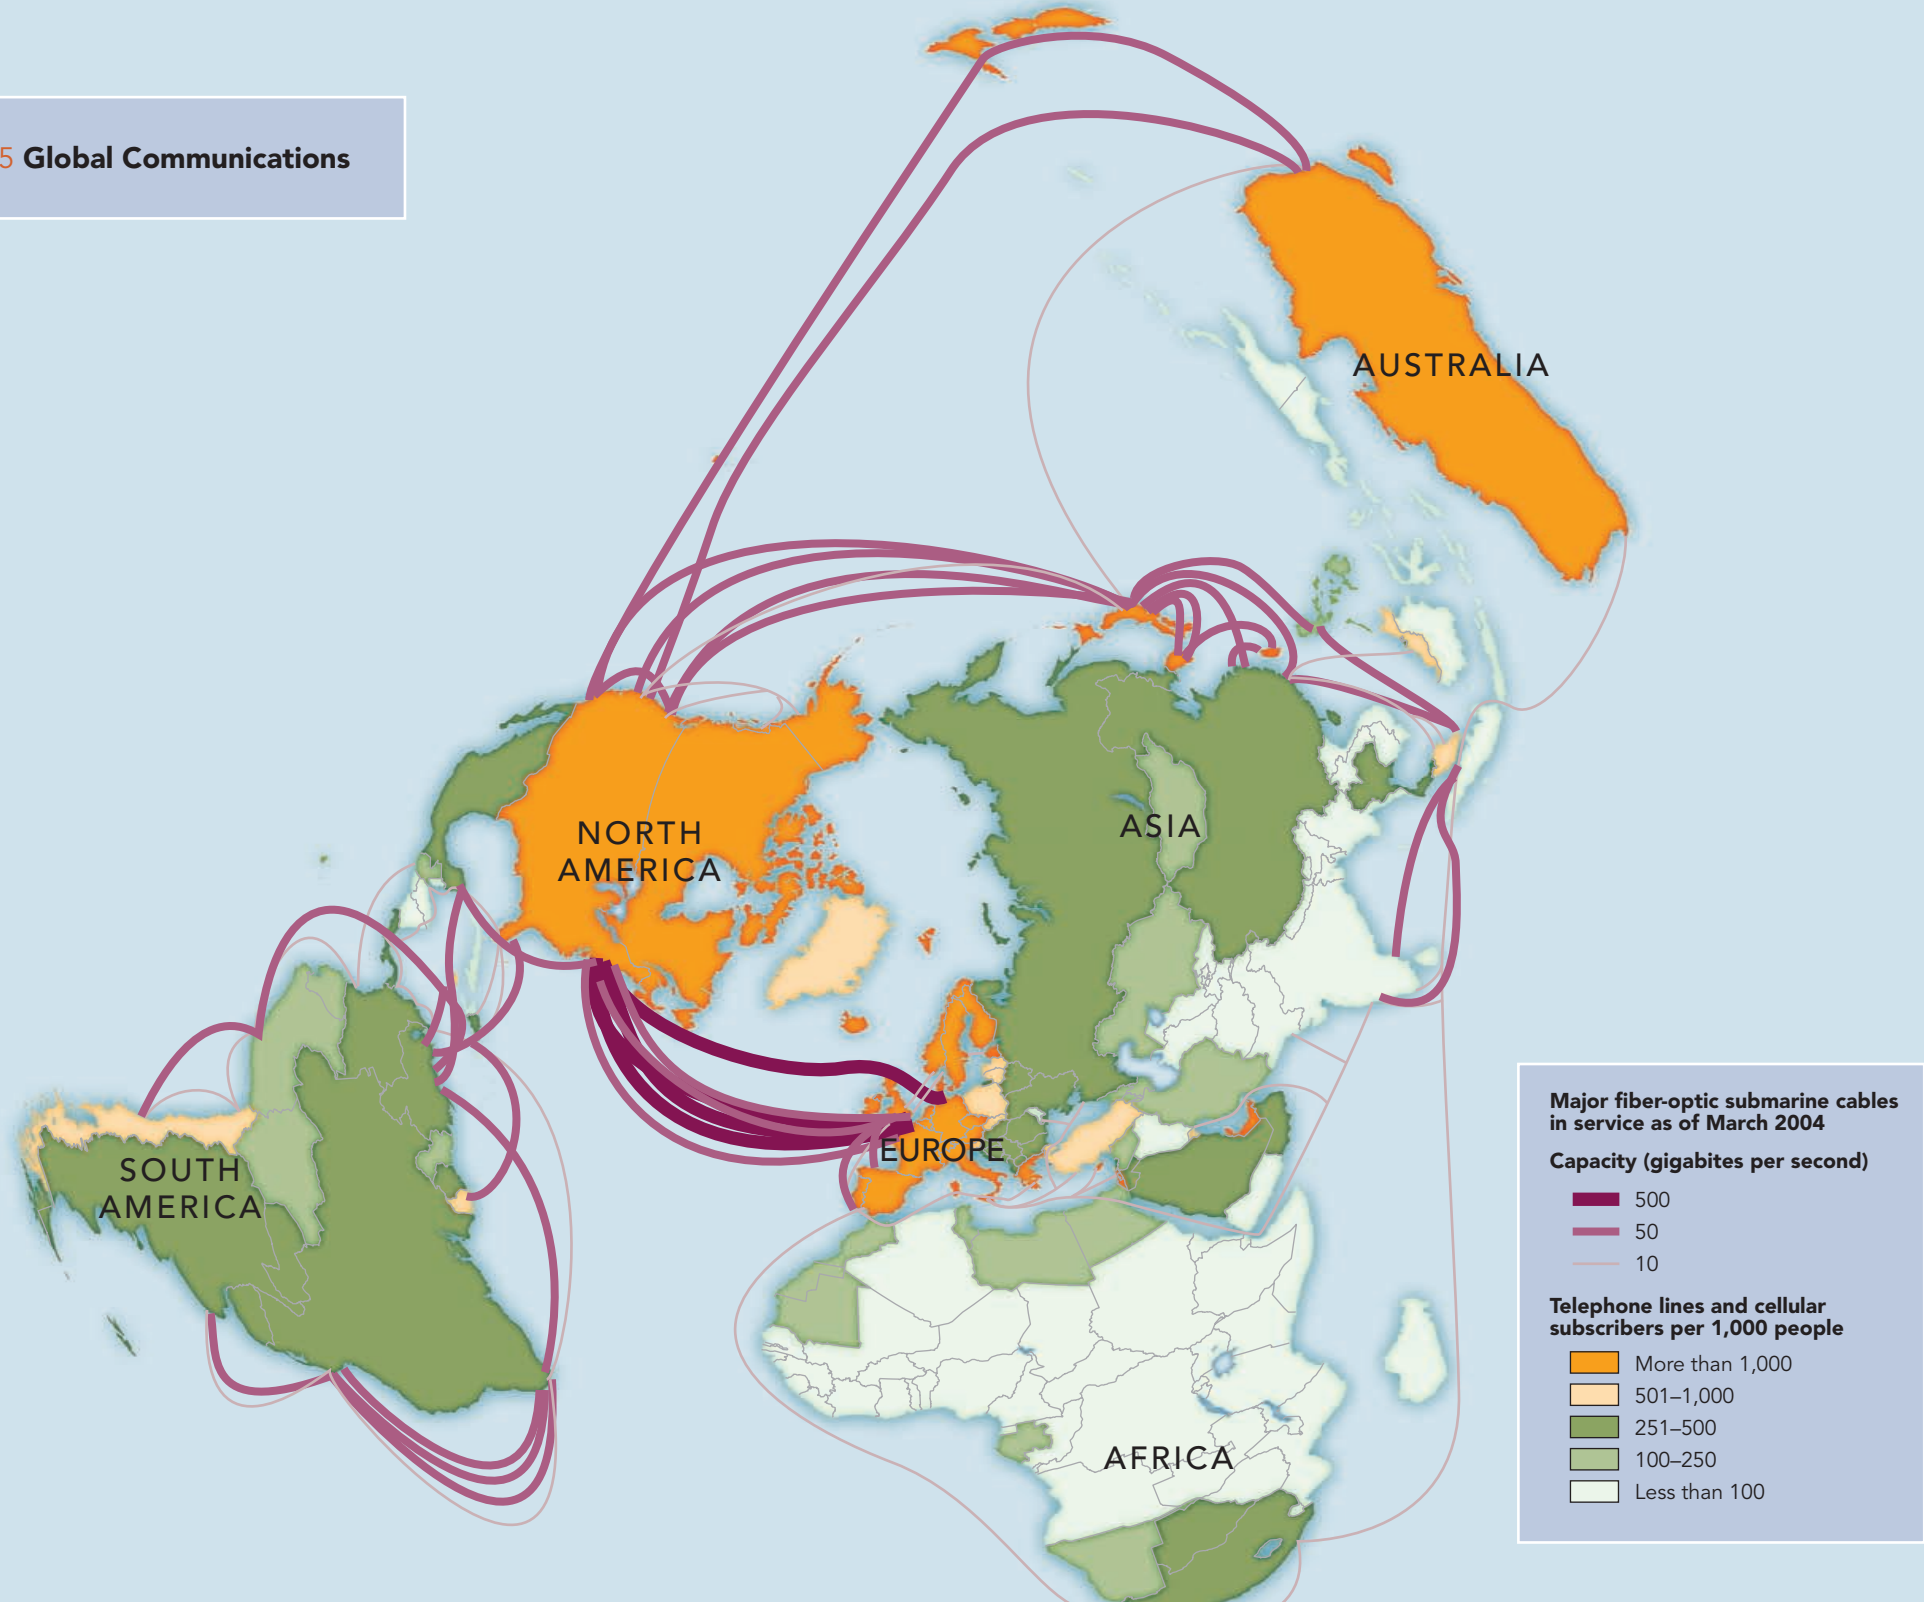 5 Global Communications
AUSTRALIA
NORTH
AMERICA
ASIA
EUROPE
SOUTH
AMERICA
AFRICA
Major fiber-optic submarine cables
in service as of March 2004
Capacity (gigabites per second)
500
50
10
Telephone lines and cellular
subscribers per 1,000 people
More than 1,000
501–1,000
251–500
100–250
Less than 100